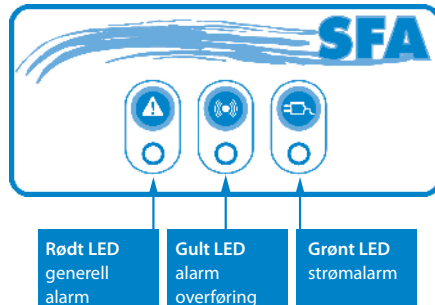 SFA
Rødt LED
generell
alarm
Gult LED
alarm
overføring
Grønt LED
strømalarm